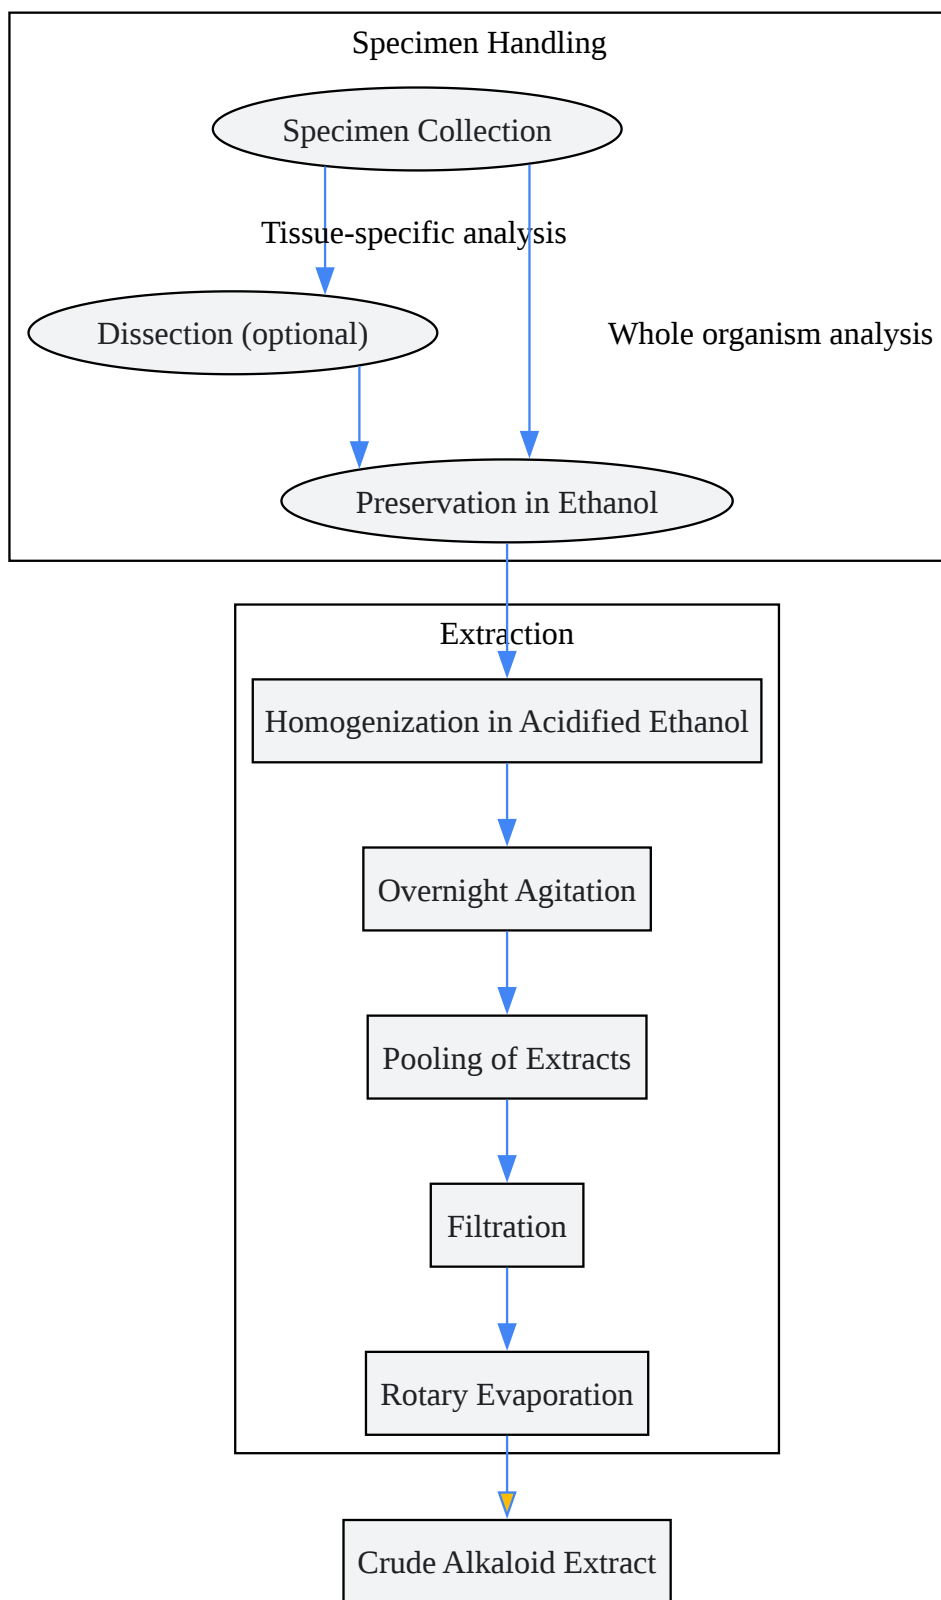 Specimen Handling
Specimen Collection
Tissue-specific analysis
Dissection (optional)
Whole organism analysis
Preservation in Ethanol
Extraction
Homogenization in Acidified Ethanol
Overnight Agitation
Pooling of Extracts
Filtration
Rotary Evaporation
Crude Alkaloid Extract